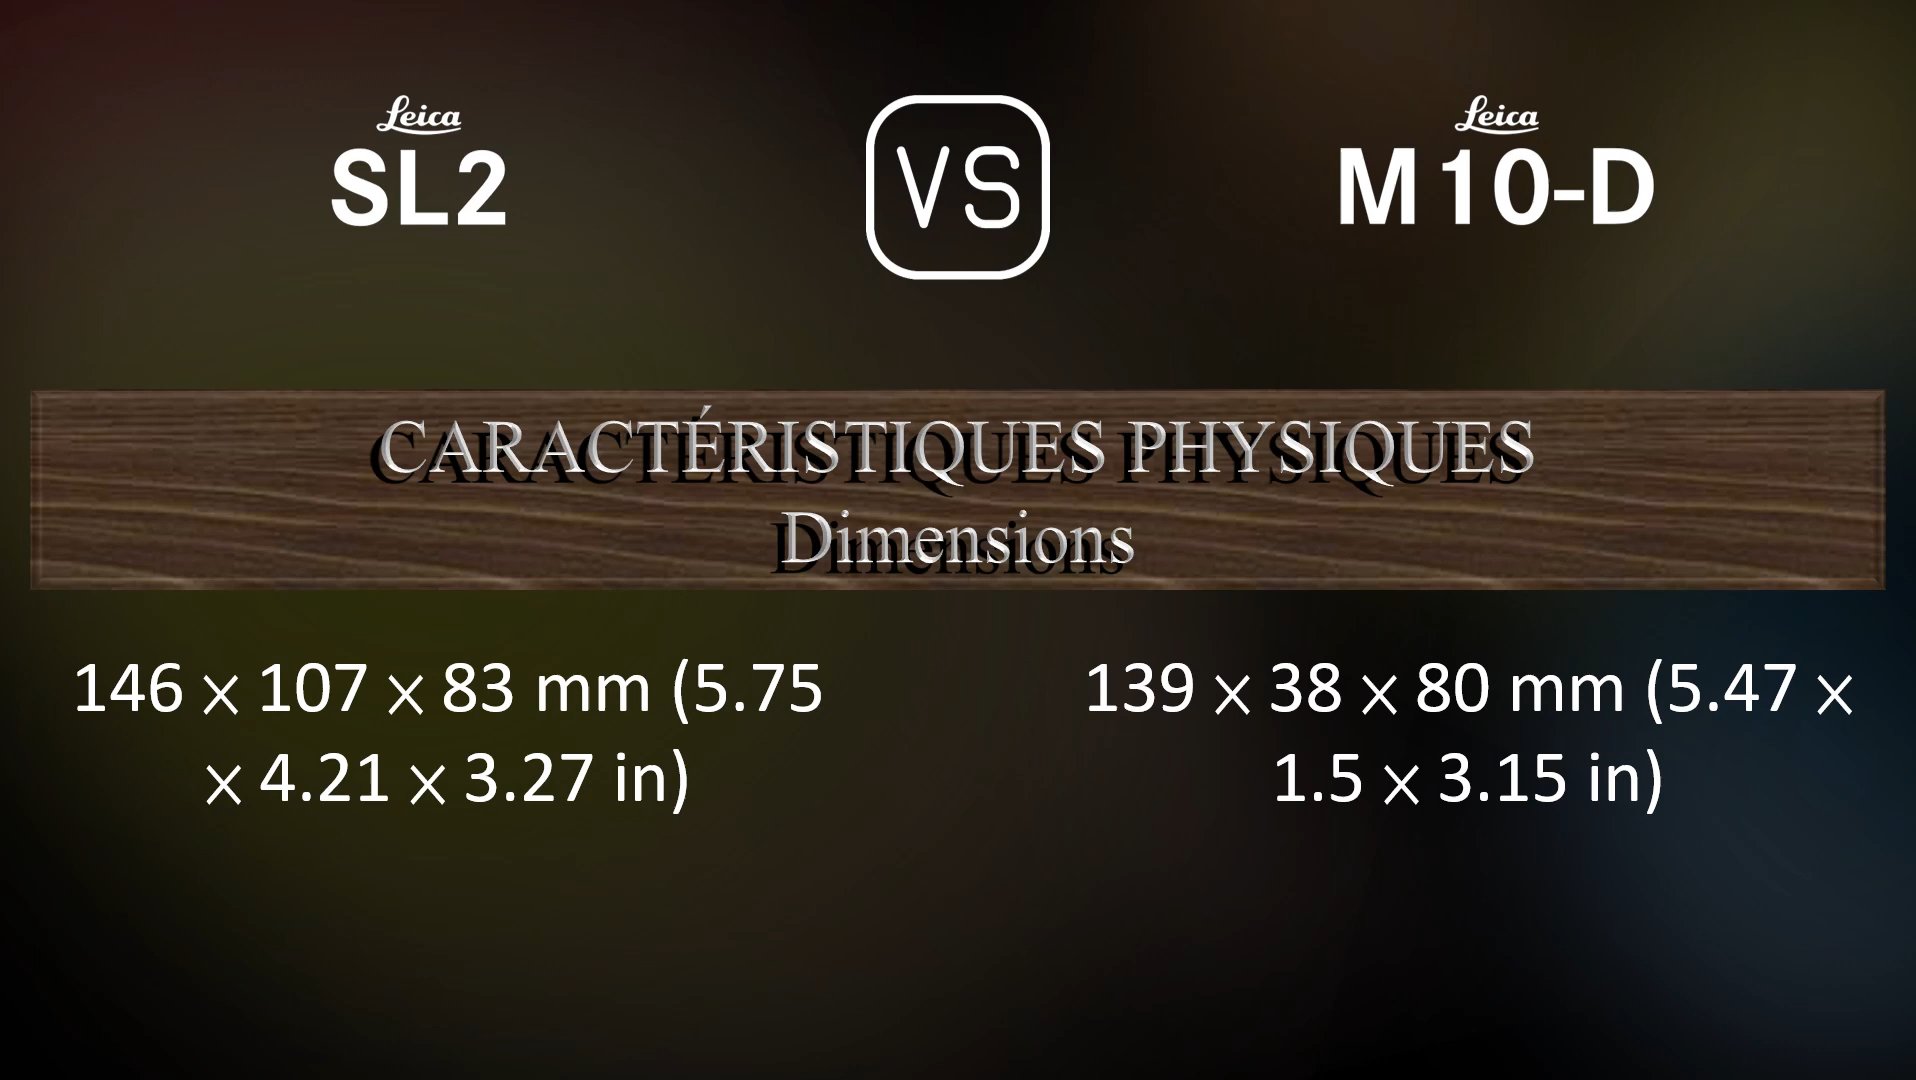 Leica
SL2
VS
Leica
M10-D
CARACTÉRISTIQUES PHYSIQUES
Dimensions
146 x 107 x 83 mm (5.75
x 4.21 x 3.27 in)
139 x 38 x 80 mm (5.47 x
1.5 x 3.15 in)